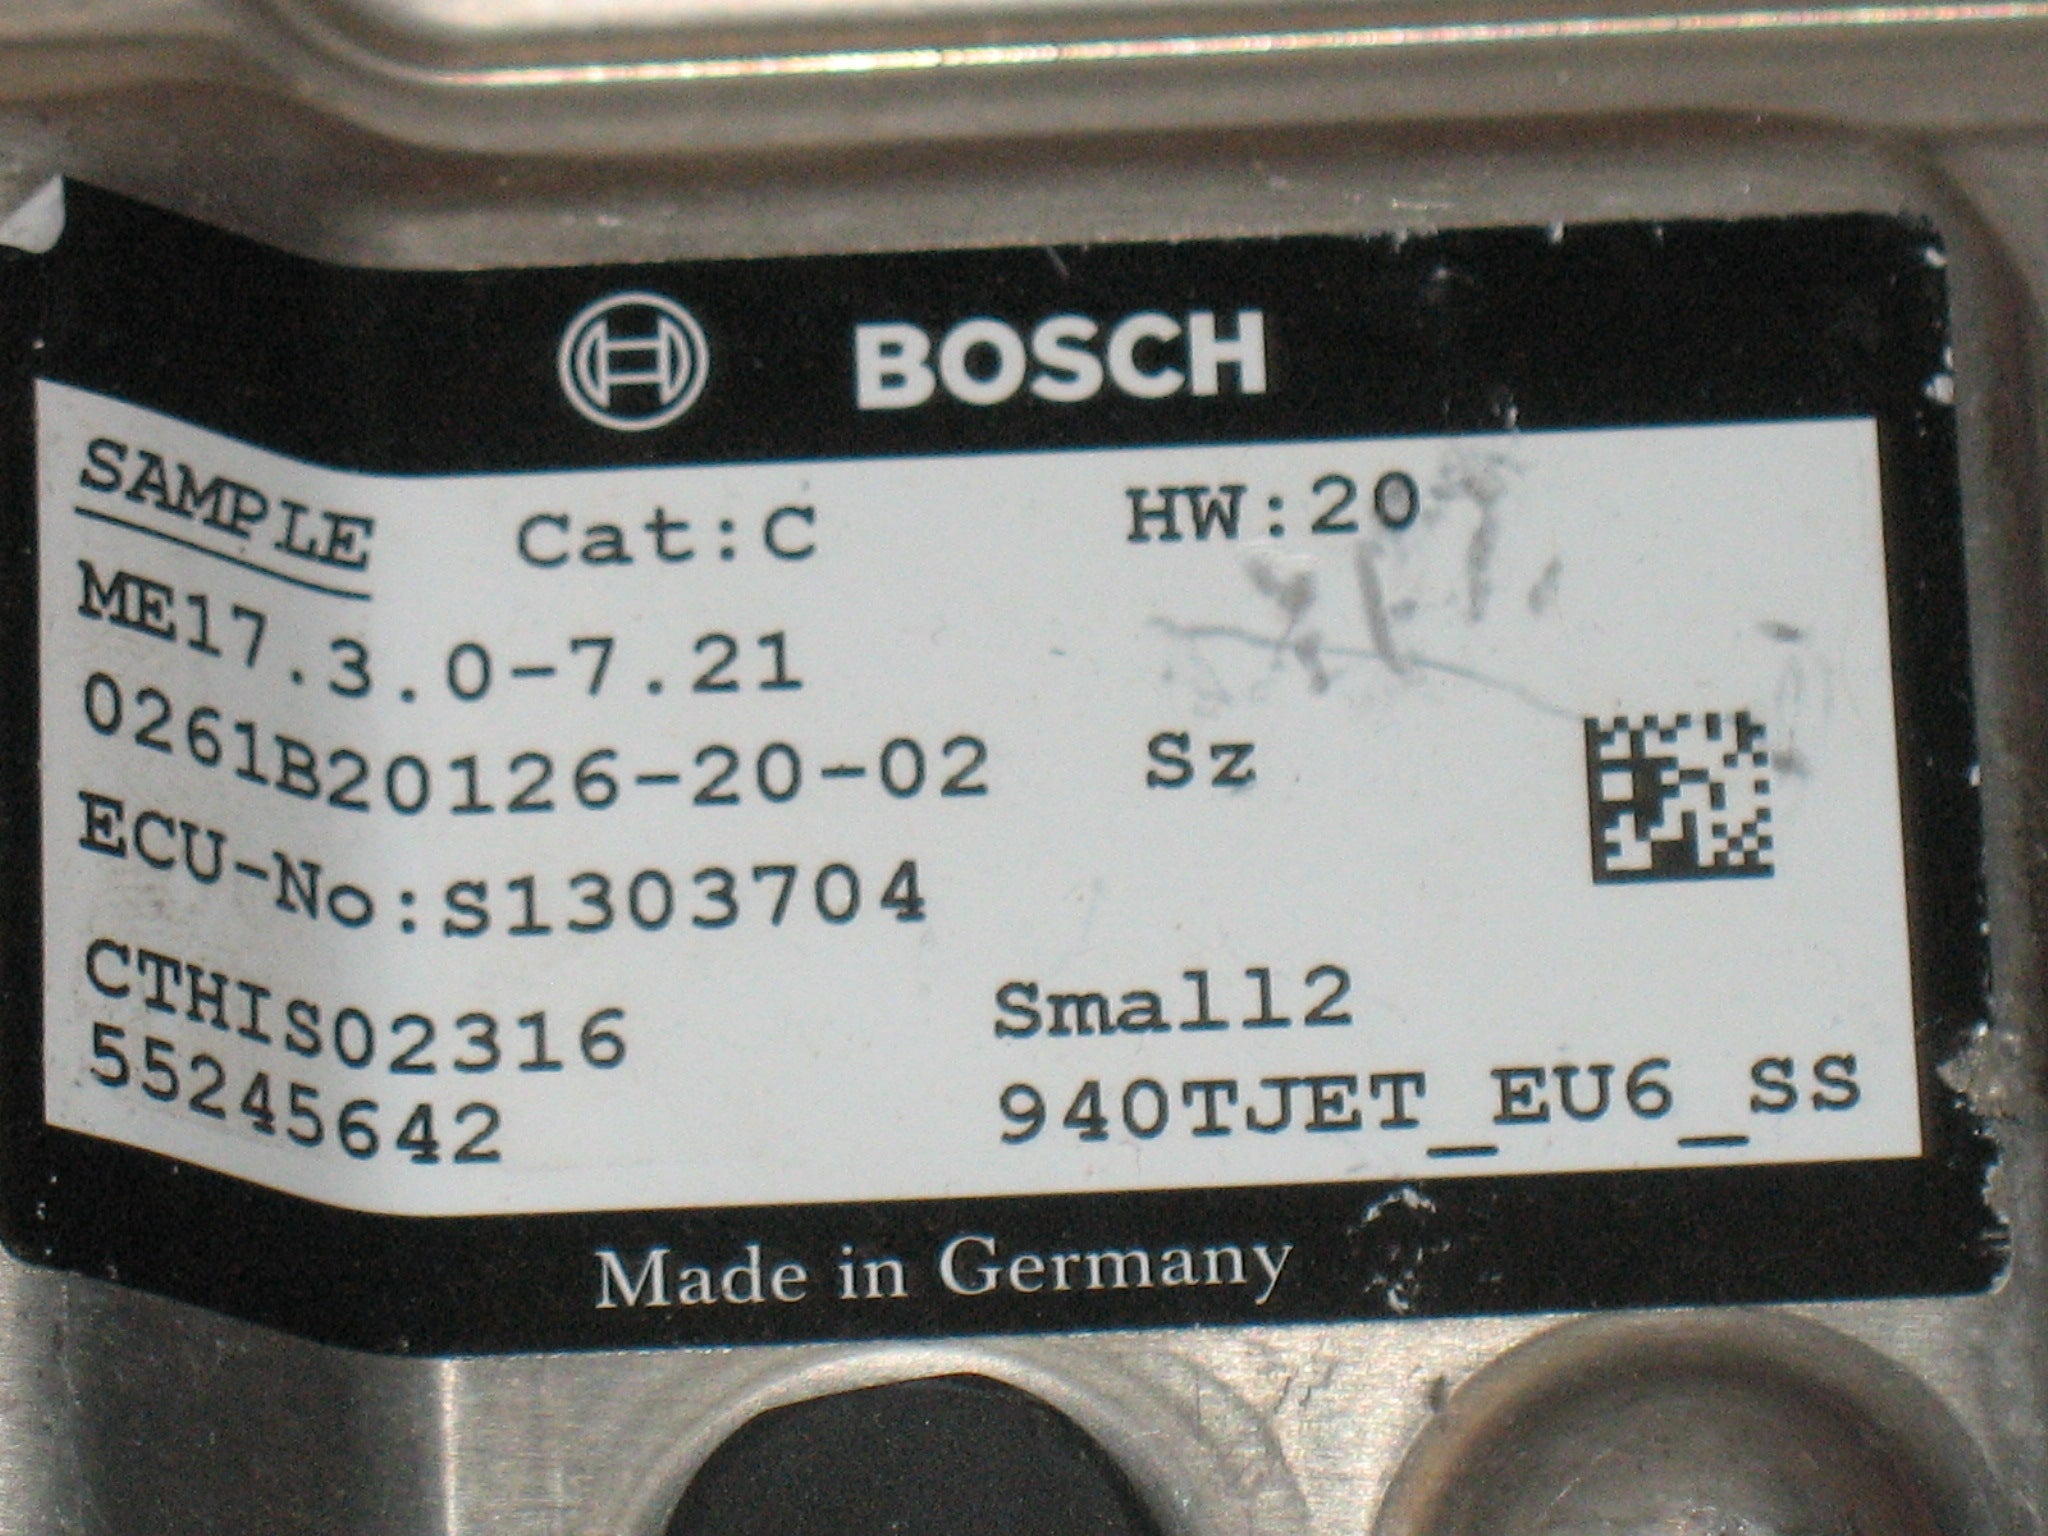 BOSCH
SAMPLE Cat:C HW:20
ME17.3.0-7.21
0261B20126-20-02 Sz
ECU-No:S1303704
CTHIS02316 Small2
55245642 940TJET_EU6_SS
Made in Germany